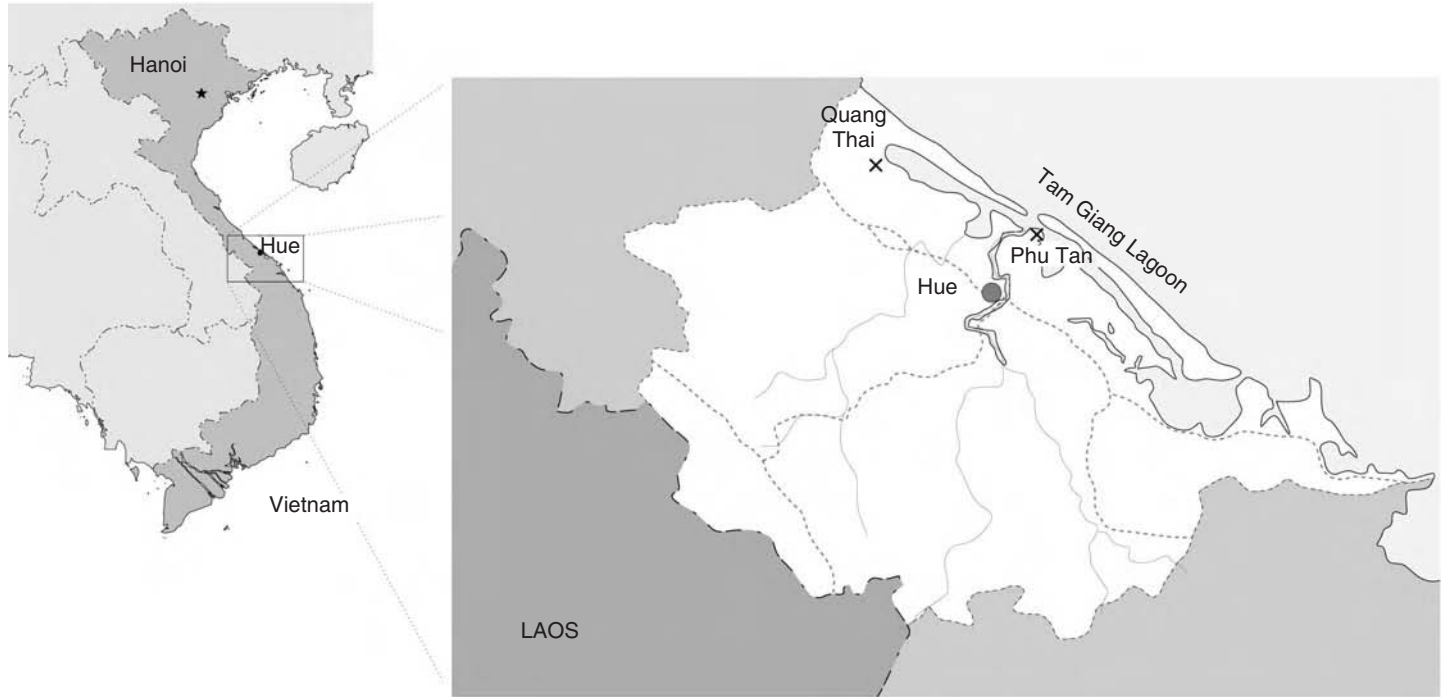 Hanoi
Hue
Vietnam
Quang
Thai
Tam Giang Lagoon
Phu Tan
Hue
LAOS